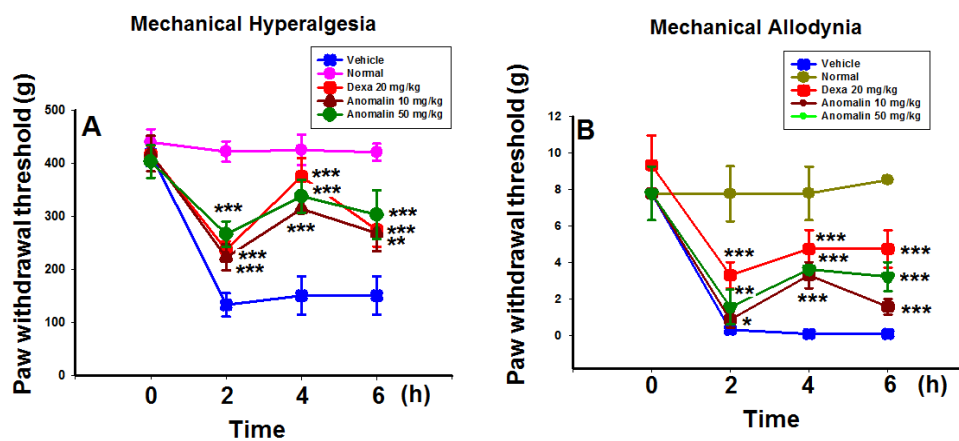 Mechanical Hyperalgesia
Vehicle
Normal
Dexa 20 mg/kg
Anomalin 10 mg/kg
Anomalin 50 mg/kg
A
Paw withdrawal threshold (g)
500
400
300
200
100
0
***
***
***
***
***
***
***
***
**
0 2 4 6 (h)
Time
Mechanical Allodynia
Vehicle
Normal
Dexa 20 mg/kg
Anomalin 10 mg/kg
Anomalin 50 mg/kg
B
Paw withdrawal threshold (g)
12
10
8
6
4
2
0
***
**
*
***
***
***
***
***
***
0 2 4 6 (h)
Time